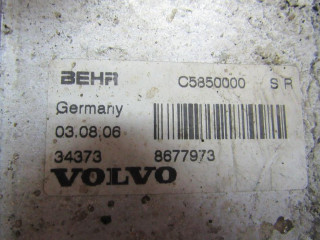 BEHR C5850000 S R
Germany
03.08.06
34373 8677973
VOLVO